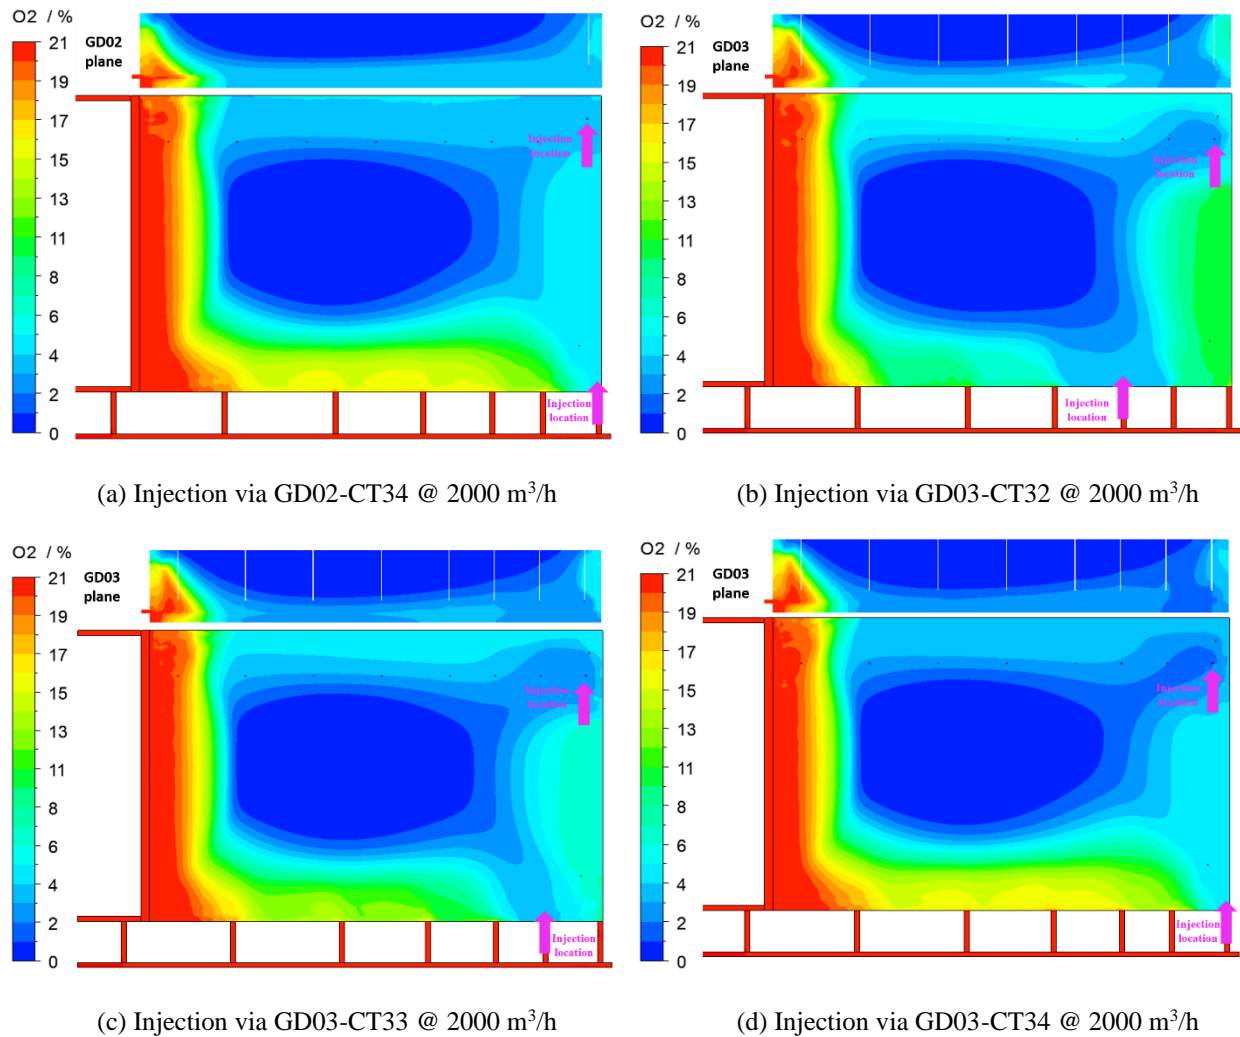 O2 / %
21
19
17
15
13
11
9
8
6
4
2
0
GD02
plane
Injection
location
Injection
location
(a) Injection via GD02-CT34 @ 2000 m³/h
O2 / %
21
19
17
15
13
11
9
8
6
4
2
0
GD03
plane
Injection
location
Injection
location
(b) Injection via GD03-CT32 @ 2000 m³/h
O2 / %
21
19
17
15
13
11
9
8
6
4
2
0
GD03
plane
Injection
location
Injection
location
(c) Injection via GD03-CT33 @ 2000 m³/h
O2 / %
21
19
17
15
13
11
9
8
6
4
2
0
GD03
plane
Injection
location
Injection
location
(d) Injection via GD03-CT34 @ 2000 m³/h